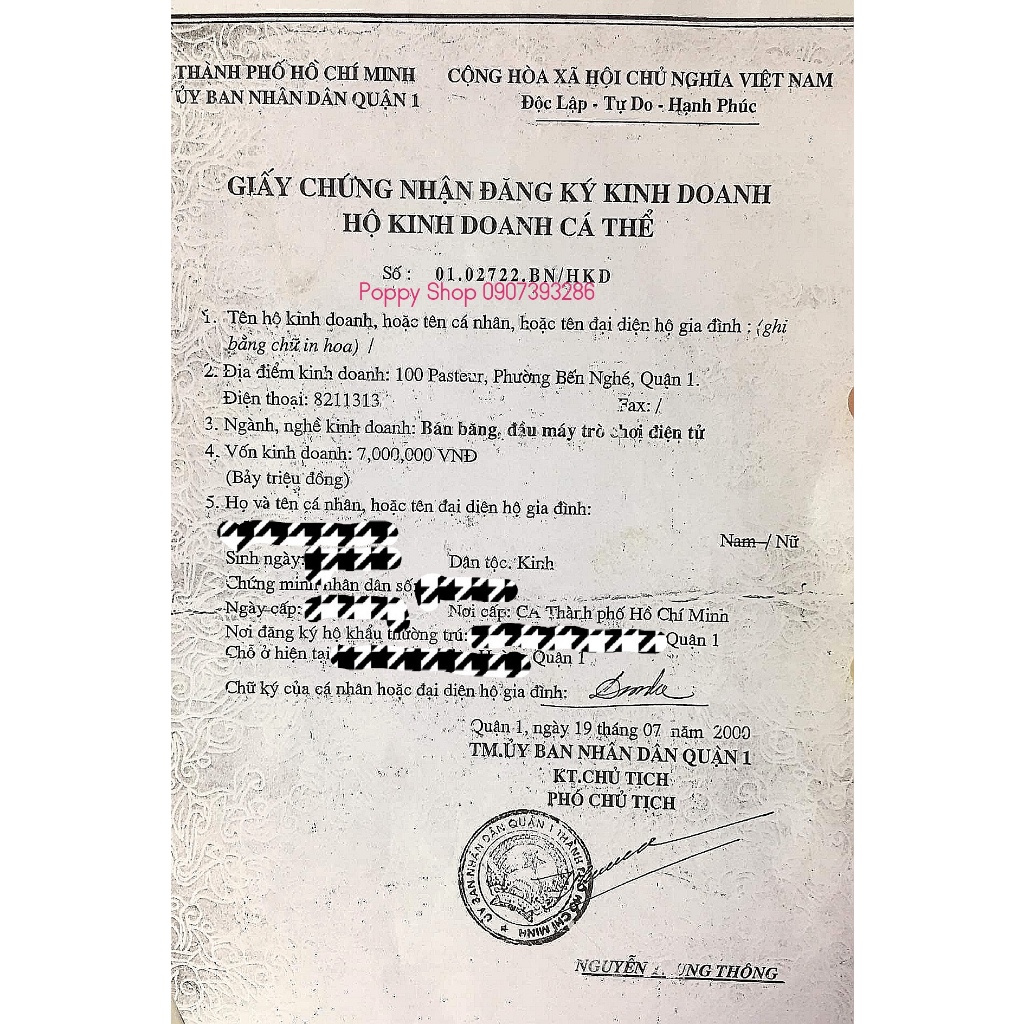 THÀNH PHỐ HỒ CHÍ MINH
ỦY BAN NHÂN DÂN QUẬN 1
CỘNG HÒA XÃ HỘI CHỦ NGHĨA VIỆT NAM
Độc Lập - Tự Do - Hạnh Phúc
GIẤY CHỨNG NHẬN ĐĂNG KÝ KINH DOANH
HỘ KINH DOANH CÁ THỂ
Số : 01.02722.BN/HKD
Poppy Shop 0907393286
1. Tên hộ kinh doanh, hoặc tên cá nhân, hoặc tên đại diện hộ gia đình : (ghi
bằng chữ in hoa) /
2. Địa điểm kinh doanh: 100 Pasteur, Phường Bến Nghé, Quận 1.
Điện thoại: 8211313 Fax: /
3. Ngành, nghề kinh doanh: Bán băng, đầu máy trò chơi điện tử
4. Vốn kinh doanh: 7,000,000 VNĐ
(Bảy triệu đồng)
5. Họ và tên cá nhân, hoặc tên đại diện hộ gia đình:
Nam / Nữ
Sinh ngày: Dân tộc: Kinh
Chứng minh nhân dân số:
Ngày cấp: Nơi cấp: CA Thành phố Hồ Chí Minh
Nơi đăng ký hộ khẩu thường trú: Quận 1
Chỗ ở hiện tại Quận 1
Chữ ký của cá nhân hoặc đại diện hộ gia đình:
Quận 1, ngày 19 tháng 07 năm 2000
TM.ỦY BAN NHÂN DÂN QUẬN 1
KT.CHỦ TỊCH
PHÓ CHỦ TỊCH
ỦY BAN NHÂN DÂN QUẬN 1 THÀNH PHỐ HỒ CHÍ MINH
NGUYỄN THÔNG